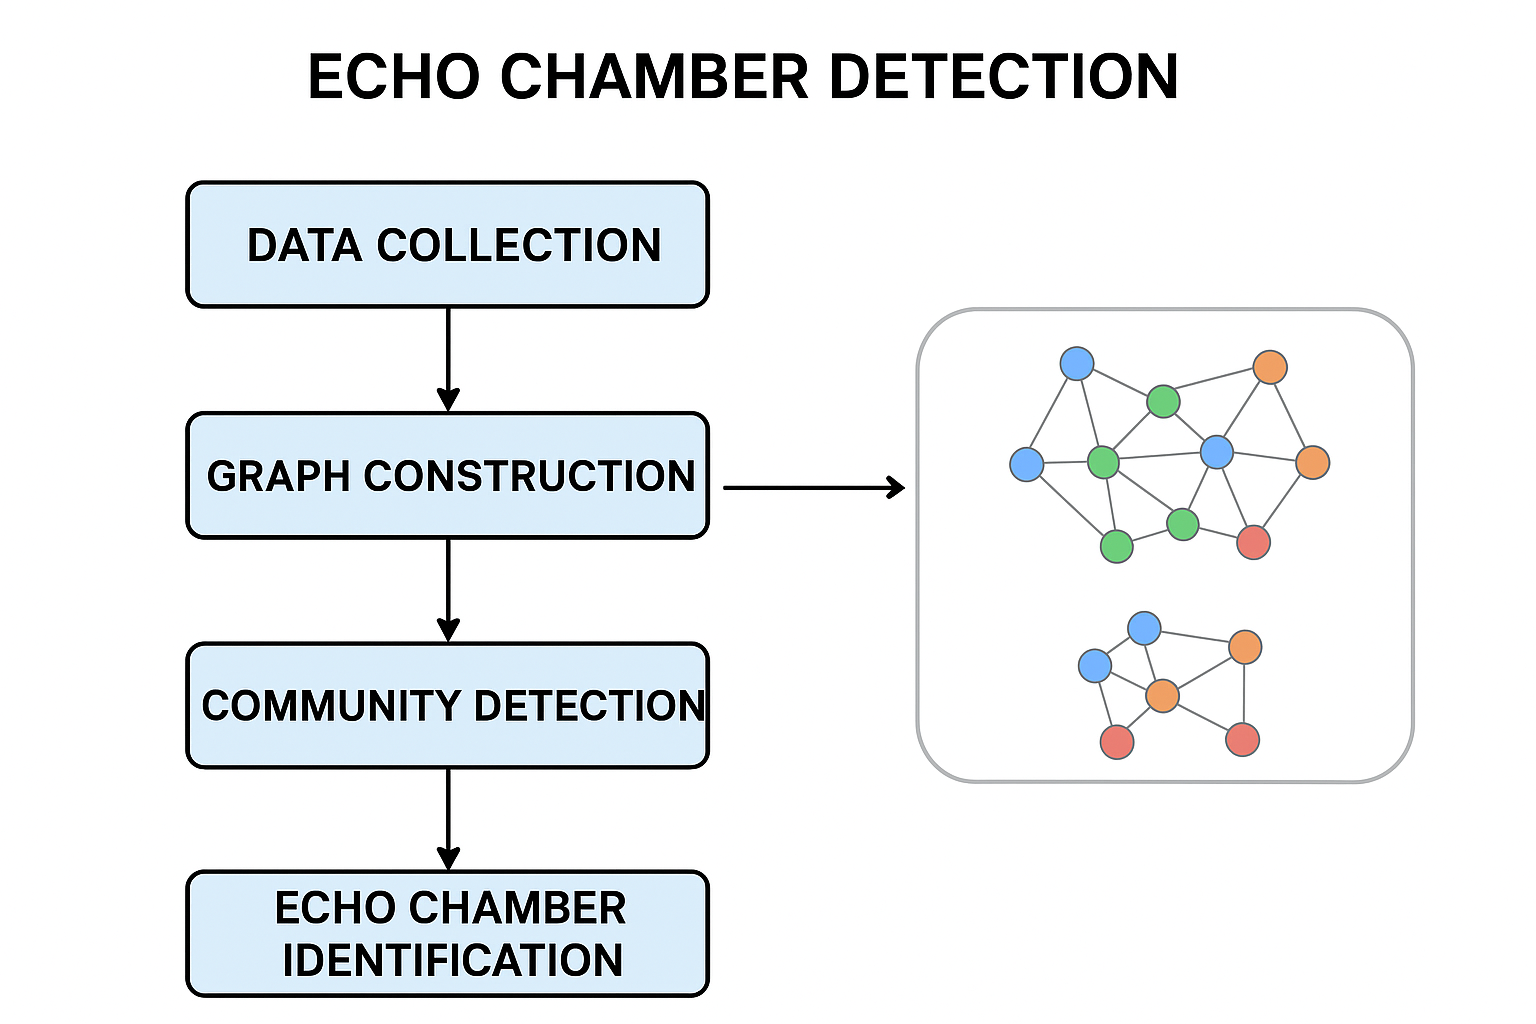 ECHO CHAMBER DETECTION
DATA COLLECTION
GRAPH CONSTRUCTION
COMMUNITY DETECTION
ECHO CHAMBER
IDENTIFICATION